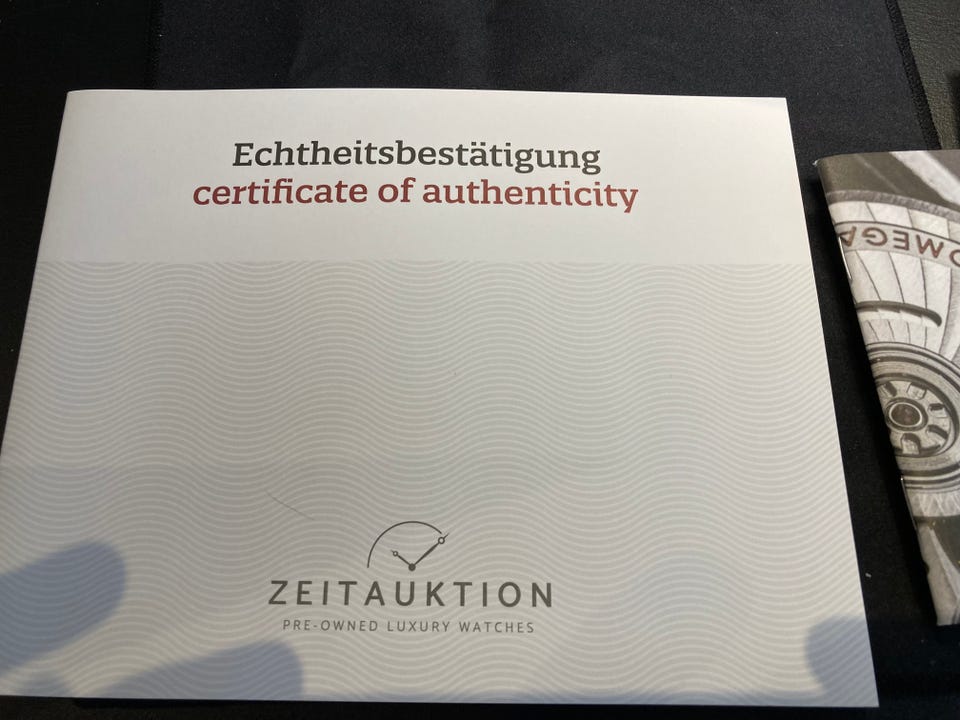 Echtheitsbestätigung
certificate of authenticity
OMEGA
ZEITAUKTION
PRE-OWNED LUXURY WATCHES